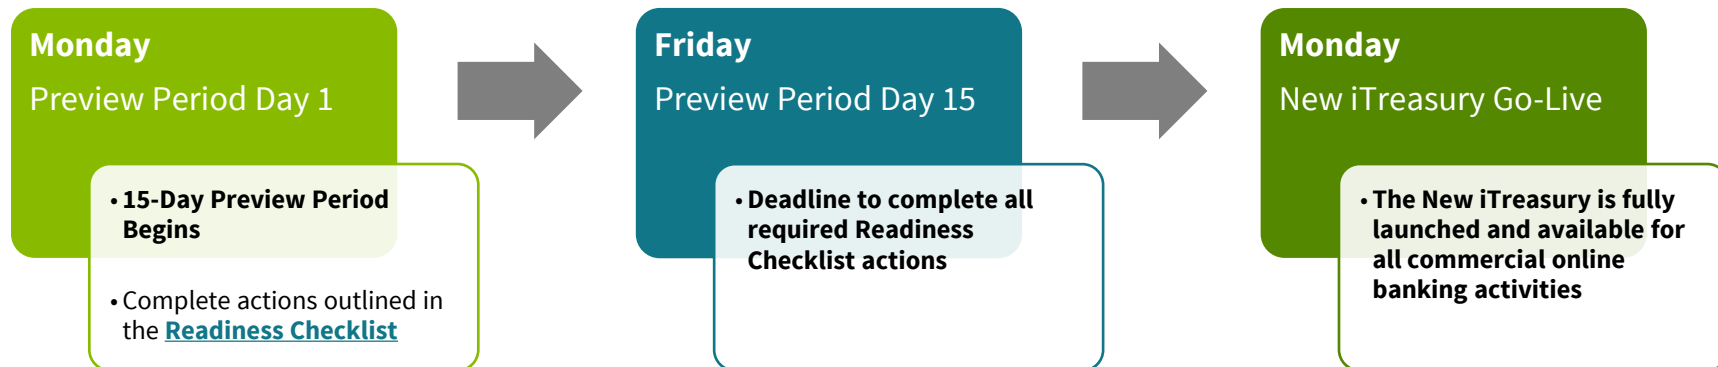 Monday
Preview Period Day 1
• 15-Day Preview Period
Begins
• Complete actions outlined in
the Readiness Checklist
Friday
Preview Period Day 15
• Deadline to complete all
required Readiness
Checklist actions
Monday
New iTreasury Go-Live
• The New iTreasury is fully
launched and available for
all commercial online
banking activities